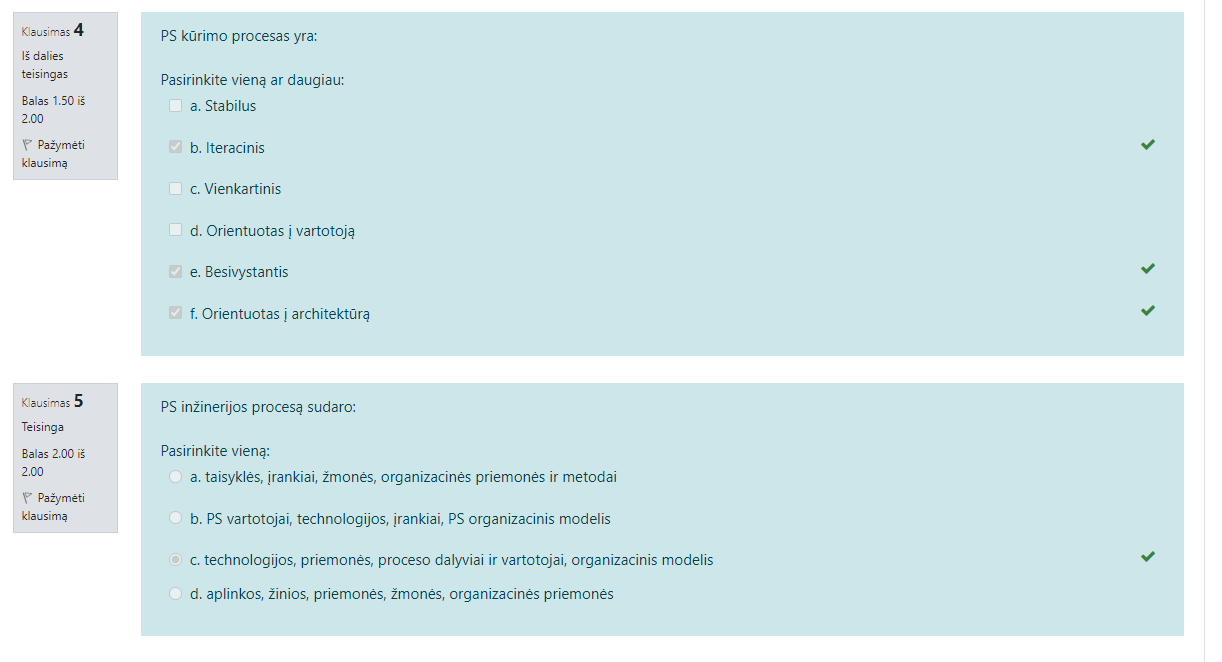 Klausimas 4
Iš dalies
teisingas
Balas 1.50 iš
2.00
Pažymėti
klausimą
PS kūrimo procesas yra:
Pasirinkite vieną ar daugiau:
a. Stabilus
b. Iteracinis
c. Vienkartinis
d. Orientuotas į vartotoją
e. Besivystantis
f. Orientuotas į architektūrą
Klausimas 5
Teisinga
Balas 2.00 iš
2.00
Pažymėti
klausimą
PS inžinerijos procesą sudaro:
Pasirinkite vieną:
a. taisyklės, įrankiai, žmonės, organizacinės priemonės ir metodai
b. PS vartotojai, technologijos, įrankiai, PS organizacinis modelis
c. technologijos, priemonės, proceso dalyviai ir vartotojai, organizacinis modelis
d. aplinkos, žinios, priemonės, žmonės, organizacinės priemonės